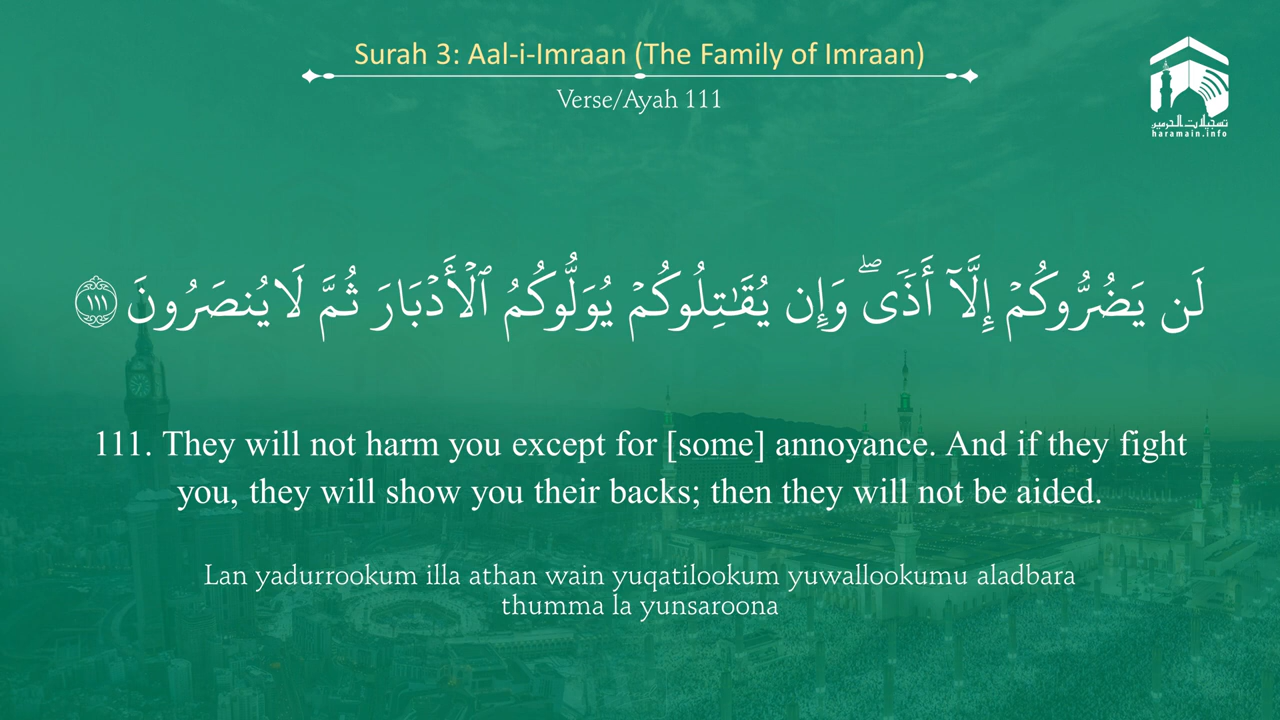 Surah 3: Aal-i-Imraan (The Family of Imraan)
Verse/Ayah 111
تسجيلات الحرمين
haramain.info
لَن يَضُرُّوكُمْ إِلَّآ أَذًى ۖ وَإِن يُقَـٰتِلُوكُمْ يُوَلُّوكُمُ ٱلْأَدْبَارَ ثُمَّ لَا يُنصَرُونَ ١١١
111. They will not harm you except for [some] annoyance. And if they fight
you, they will show you their backs; then they will not be aided.
Lan yadurrookum illa athan wain yuqatilookum yuwallookumu aladbara
thumma la yunsaroona